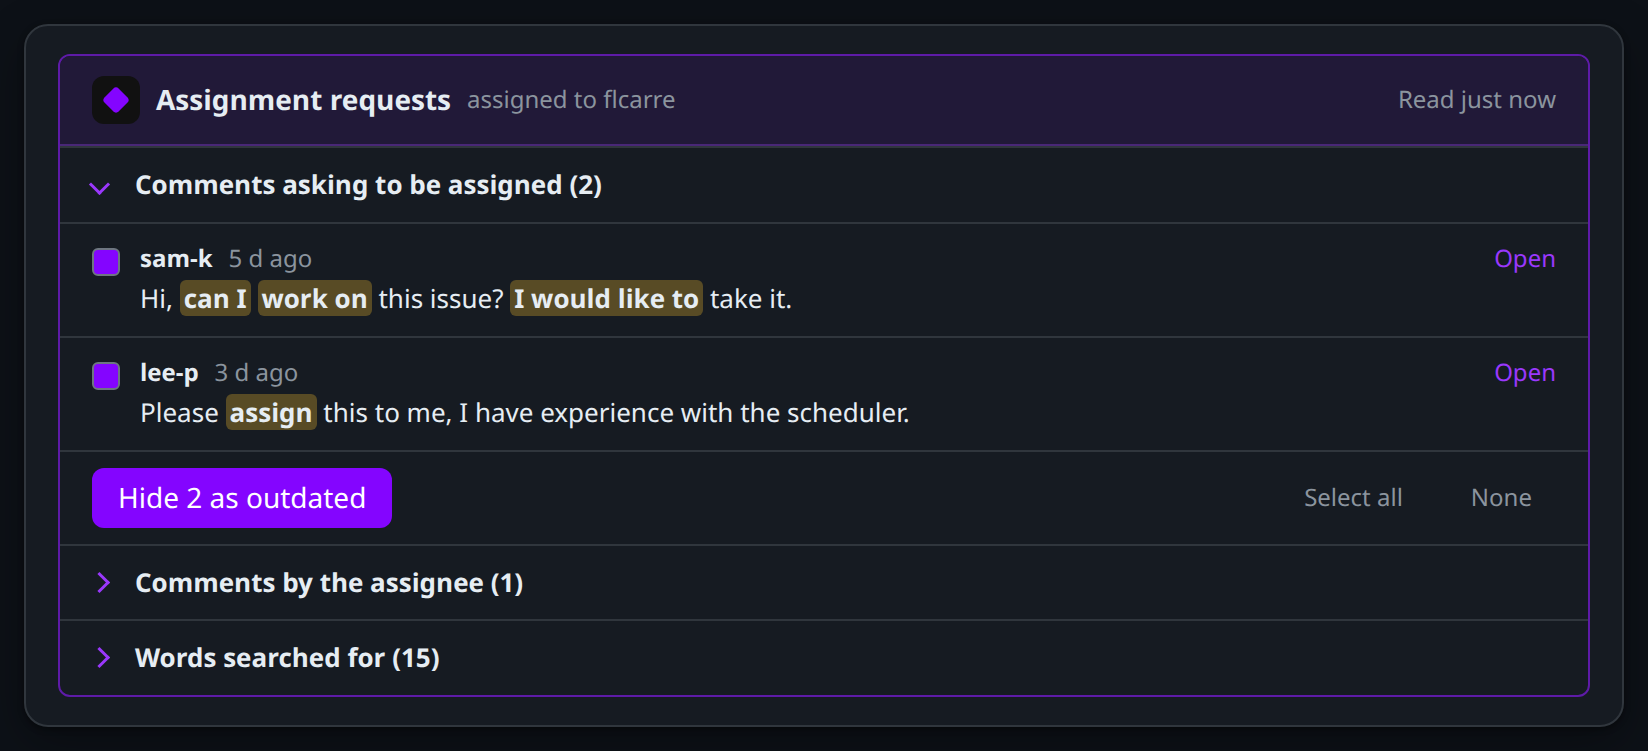 Assignment requests assigned to flcarre Read just now
Comments asking to be assigned (2)
sam-k 5 d ago Open
Hi, can I work on this issue? I would like to take it.
lee-p 3 d ago Open
Please assign this to me, I have experience with the scheduler.
Hide 2 as outdated Select all None
Comments by the assignee (1)
Words searched for (15)